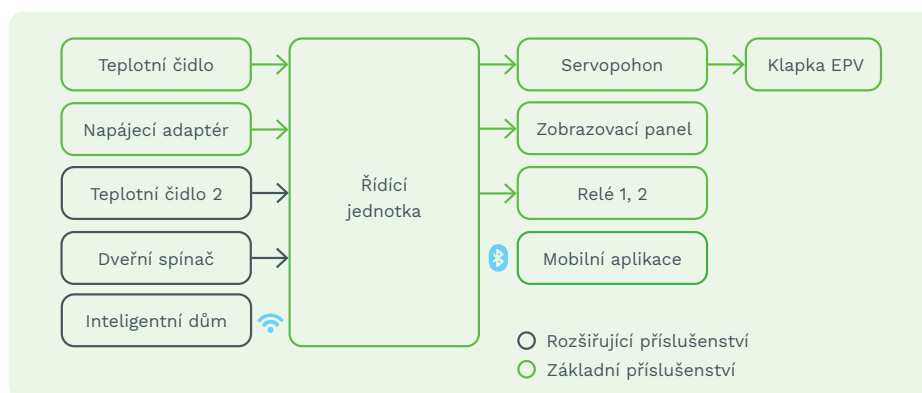 Teplotní čidlo
Napájecí adaptér
Teplotní čidlo 2
Dveřní spínač
Inteligentní dům
Řídící
jednotka
Servopohon
Klapka EPV
Zobrazovací panel
Relé 1, 2
Mobilní aplikace
Rozšiřující příslušenství
Základní příslušenství